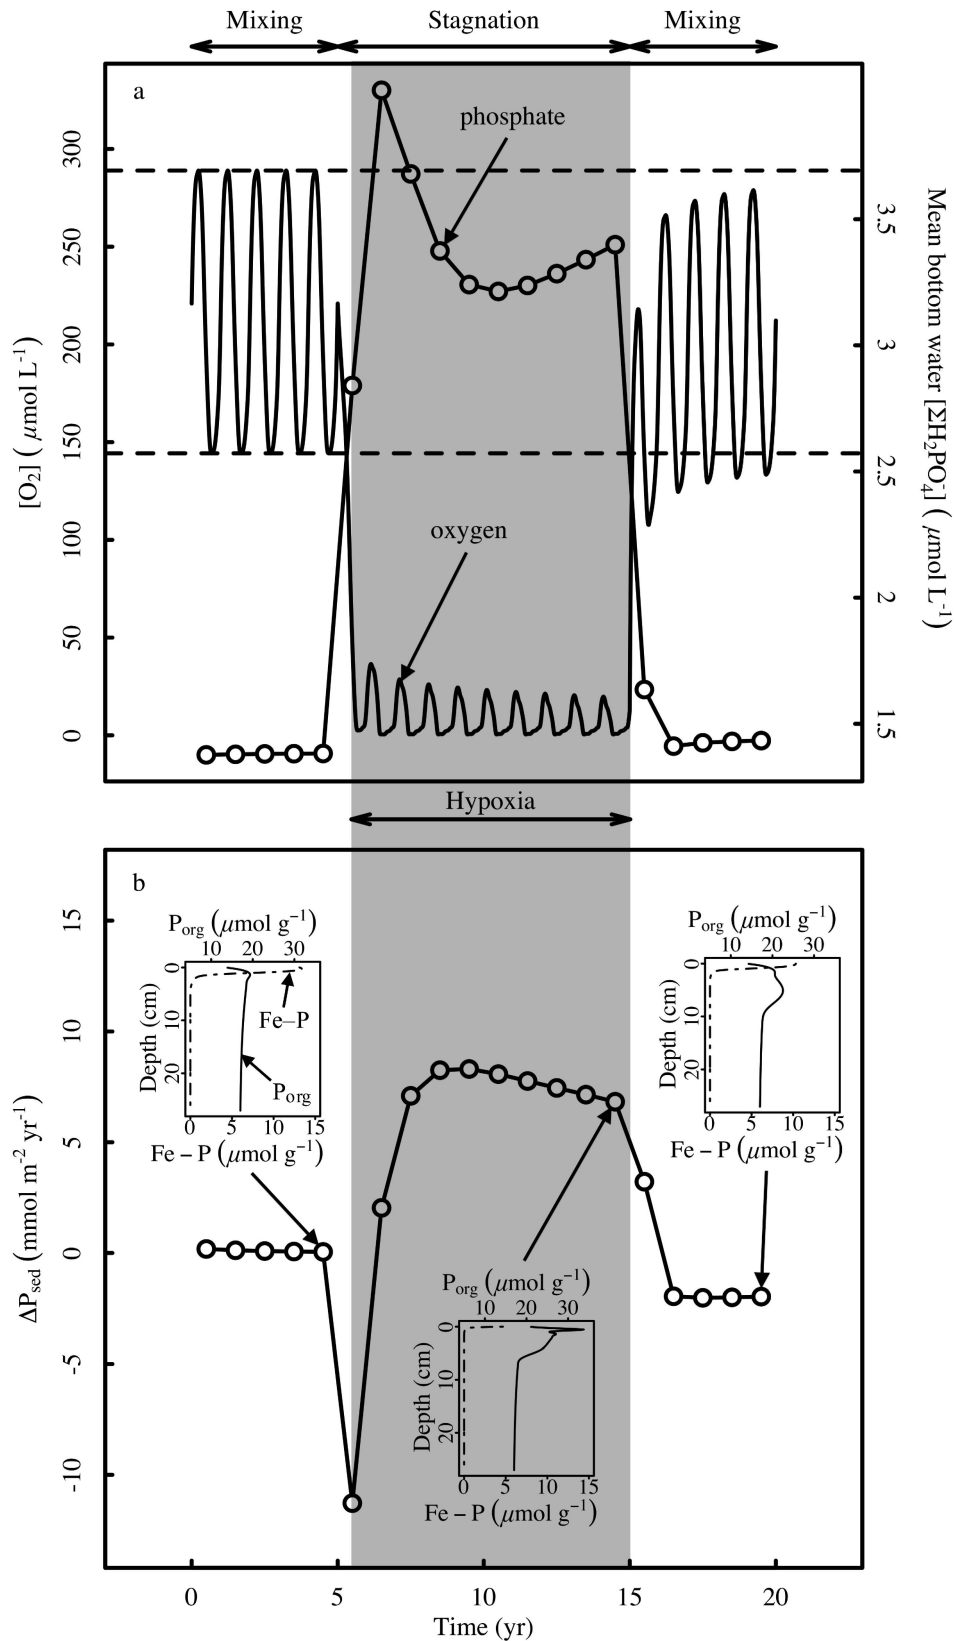 Mixing Stagnation Mixing
a
phosphate
oxygen
300
250
200
150
100
50
0
[O₂] ( μmol L⁻¹)
3.5
3
2.5
2
1.5
Mean bottom water [ΣH₂PO₄⁻] ( μmol L⁻¹)
Hypoxia
b
15
10
5
0
-5
-10
ΔPsed (mmol m⁻² yr⁻¹)
Porg (μmol g⁻¹)
10 20 30
0
10
20
Depth (cm)
Fe–P
Porg
0 5 10 15
Fe – P (μmol g⁻¹)
Porg (μmol g⁻¹)
10 20 30
0
10
20
Depth (cm)
0 5 10 15
Fe – P (μmol g⁻¹)
Porg (μmol g⁻¹)
10 20 30
0
10
20
Depth (cm)
0 5 10 15
Fe – P (μmol g⁻¹)
0 5 10 15 20
Time (yr)